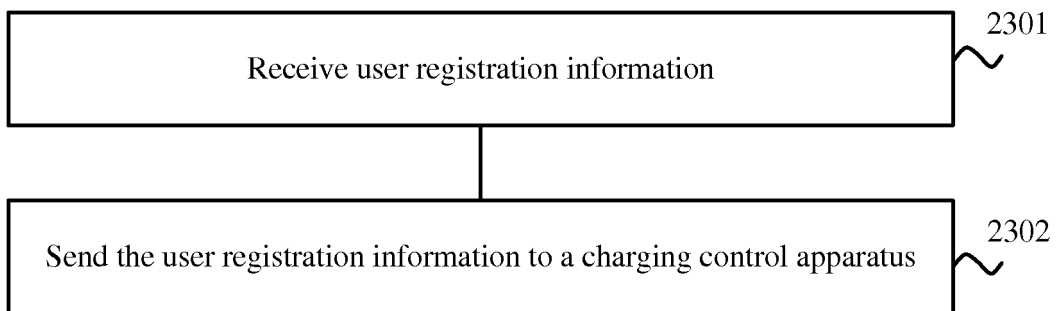 2301
Receive user registration information
2302
Send the user registration information to a charging control apparatus